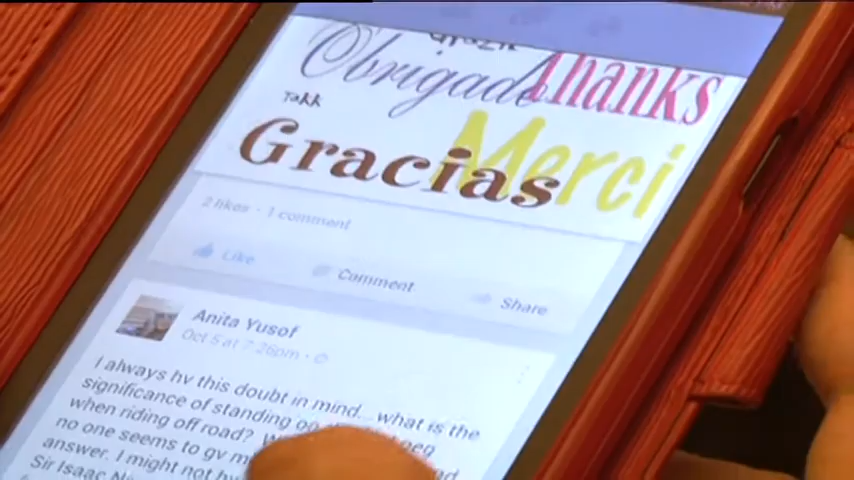 Obrigado Thanks
Takk
Gracias Merci
2 likes · 1 comment
Like Comment Share
Anita Yusof
Oct 5 at 7:26pm ·
I always hv this doubt in mind... what is the
significance of standing on
when riding off road?
no one seems to gv m
answer. I might not hv
Sir Isaac